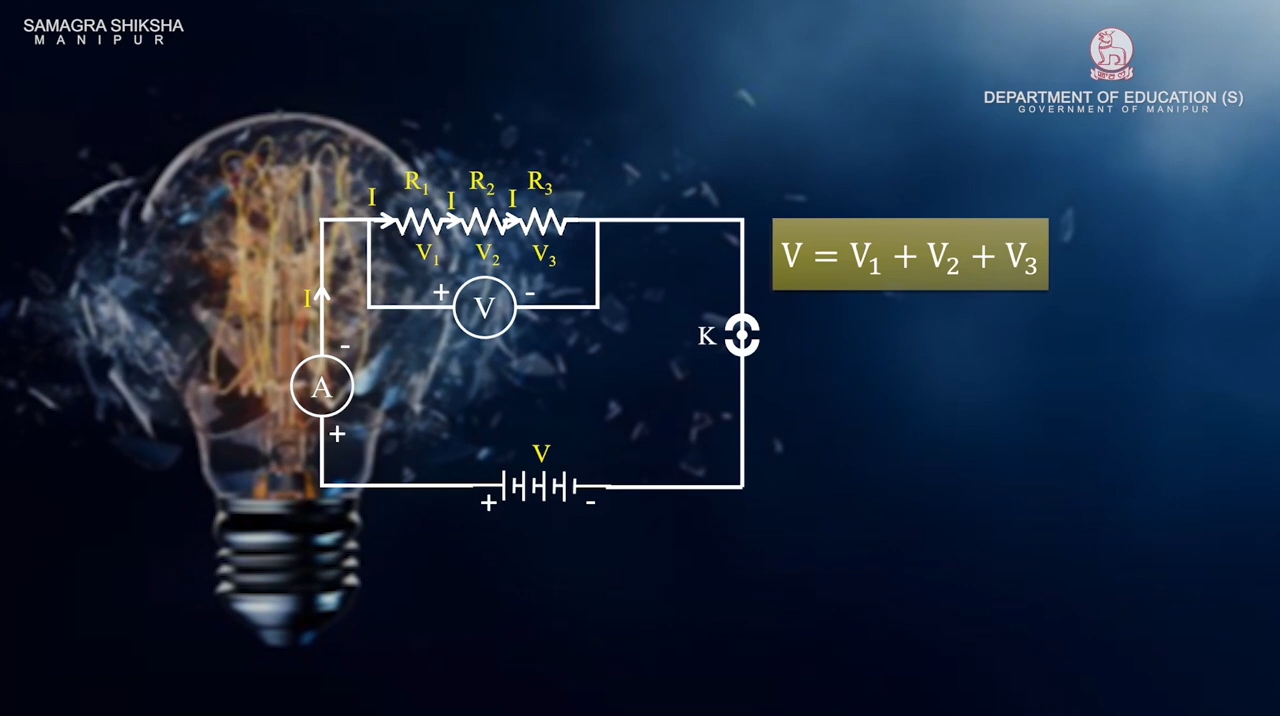 SAMAGRA SHIKSHA
MANIPUR
DEPARTMENT OF EDUCATION (S)
GOVERNMENT OF MANIPUR
R₁ R₂ R₃
I I I
V₁ V₂ V₃
V = V₁ + V₂ + V₃
+ V -
I
K
-
A
+
V
+ -